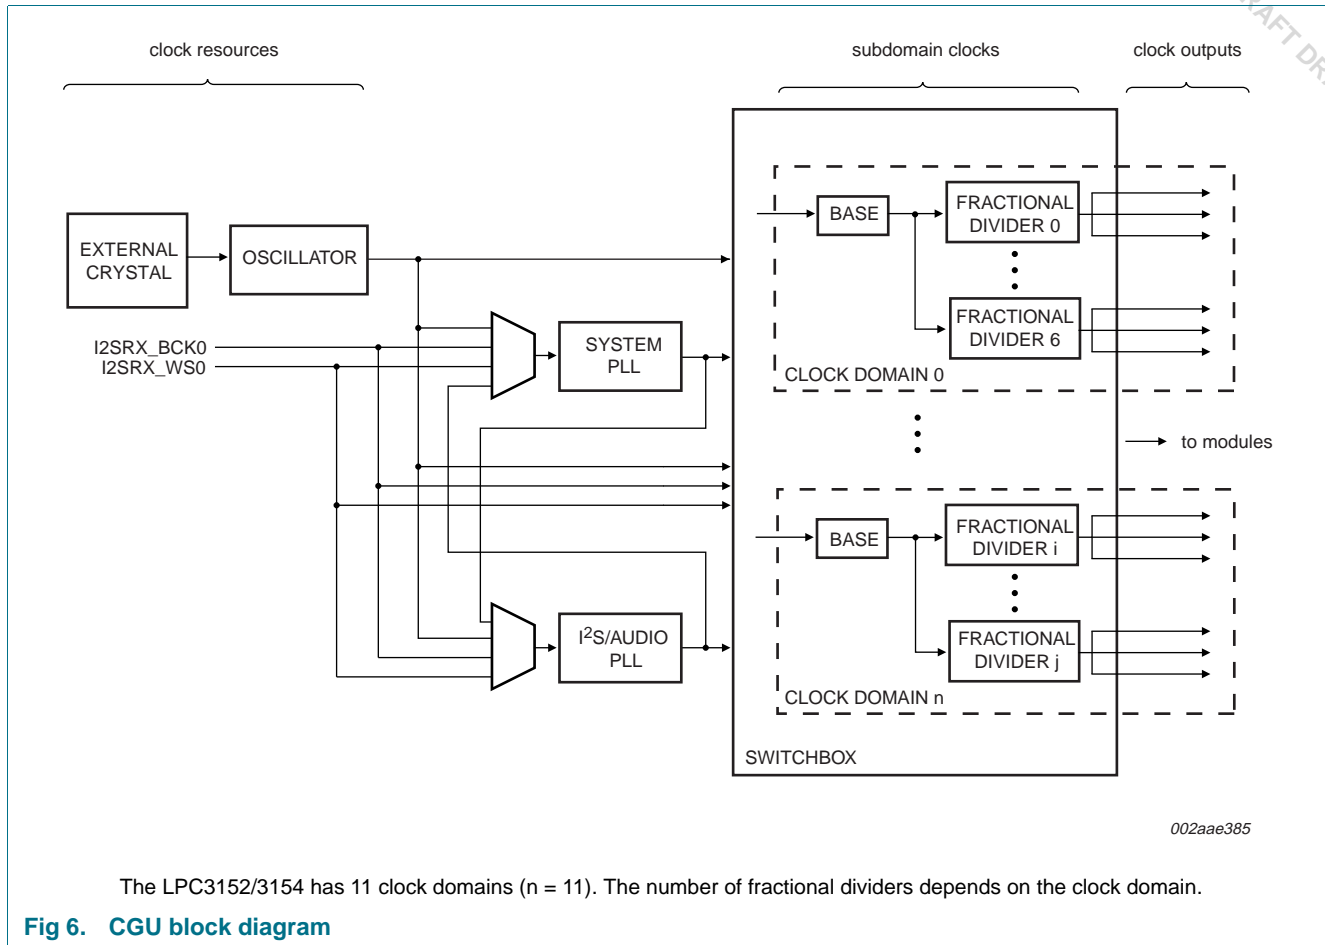 DRAFT DR
clock resources
subdomain clocks
clock outputs
EXTERNAL
CRYSTAL
OSCILLATOR
I2SRX_BCK0
I2SRX_WS0
SYSTEM
PLL
I²S/AUDIO
PLL
BASE
FRACTIONAL
DIVIDER 0
FRACTIONAL
DIVIDER 6
CLOCK DOMAIN 0
to modules
BASE
FRACTIONAL
DIVIDER i
FRACTIONAL
DIVIDER j
CLOCK DOMAIN n
SWITCHBOX
002aae385
The LPC3152/3154 has 11 clock domains (n = 11). The number of fractional dividers depends on the clock domain.
Fig 6. CGU block diagram